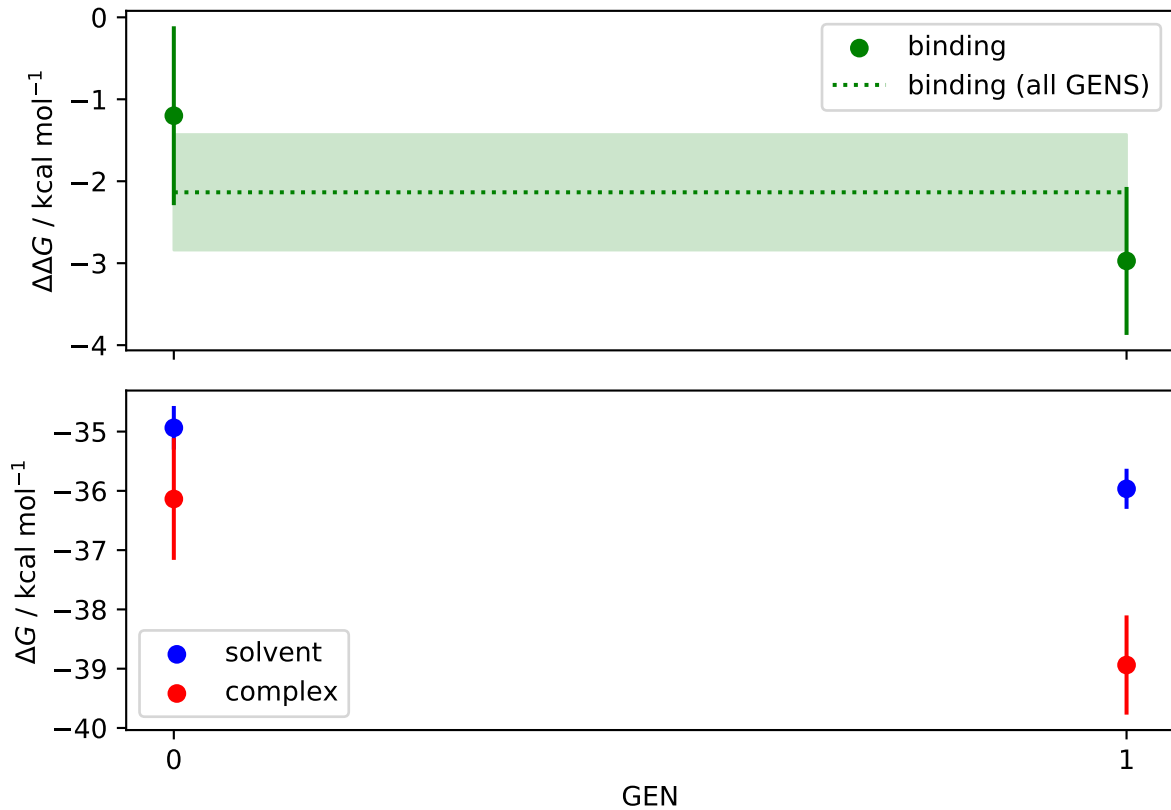 0
−1
−2
−3
−4
ΔΔG / kcal mol⁻¹
binding
binding (all GENS)
−35
−36
−37
−38
−39
−40
ΔG / kcal mol⁻¹
solvent
complex
0 1
GEN